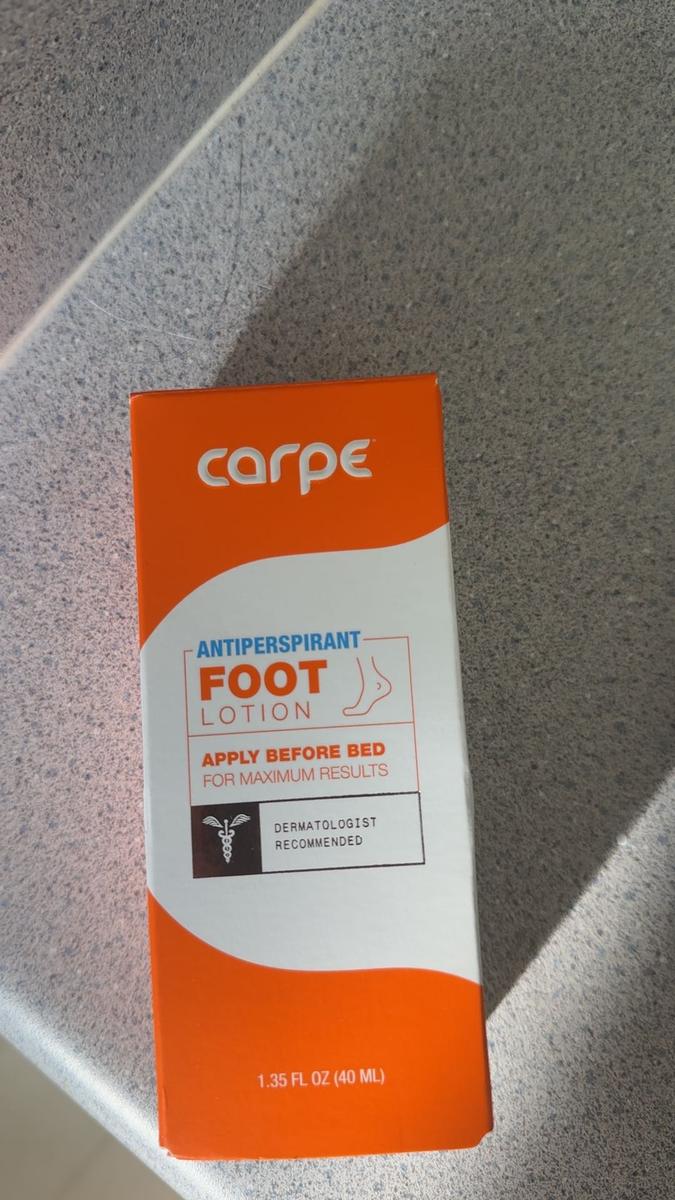 carpe
ANTIPERSPIRANT
FOOT
LOTION
APPLY BEFORE BED
FOR MAXIMUM RESULTS
DERMATOLOGIST
RECOMMENDED
1.35 FL OZ (40 ML)